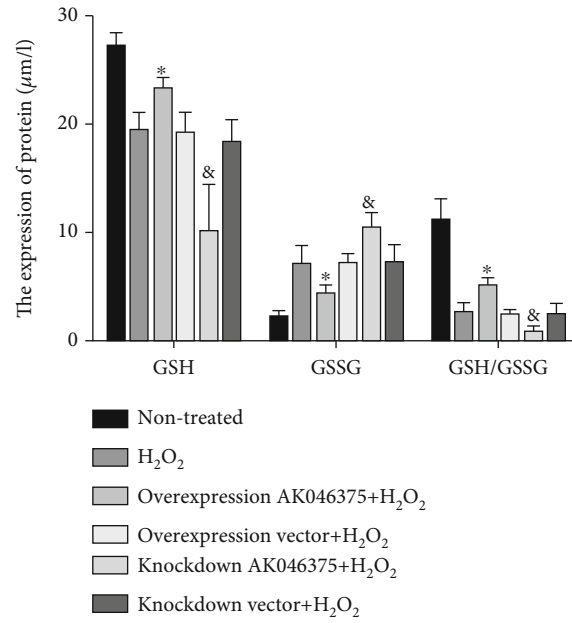 The expression of protein (μm/l)
30
20
10
0
*
&
*
&
*
&
GSH
GSSG
GSH/GSSG
Non-treated
H₂O₂
Overexpression AK046375+H₂O₂
Overexpression vector+H₂O₂
Knockdown AK046375+H₂O₂
Knockdown vector+H₂O₂